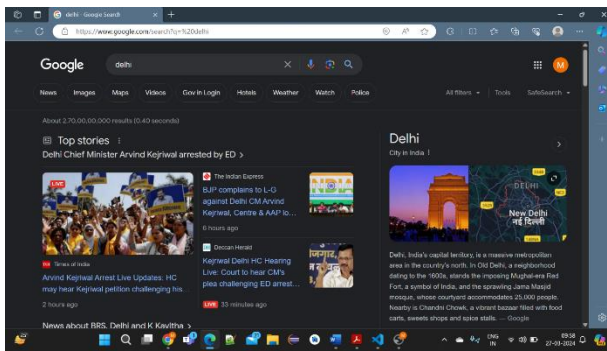 delhi - Google Search
https://www.google.com/search?q=%20delhi
Google
delhi
M
News Images Maps Videos Gov in Login Hotels Weather Watch Police
All filters Tools SafeSearch
About 2,70,00,00,000 results (0.40 seconds)
Top stories
Delhi Chief Minister Arvind Kejriwal arrested by ED >
LIVE
Times of India
Arvind Kejriwal Arrest Live Updates: HC
may hear Kejriwal petition challenging his...
2 hours ago
The Indian Express
BJP complains to L-G
against Delhi CM Arvind
Kejriwal, Centre & AAP lo...
6 hours ago
Deccan Herald
Kejriwal Delhi HC Hearing
Live: Court to hear CM's
plea challenging ED arrest...
LIVE 33 minutes ago
News about BRS, Delhi and K Kavitha >
Delhi
City in India
DELHI
New Delhi
नई दिल्ली
Delhi, India's capital territory, is a massive metropolitan
area in the country's north. In Old Delhi, a neighborhood
dating to the 1600s, stands the imposing Mughal-era Red
Fort, a symbol of India, and the sprawling Jama Masjid
mosque, whose courtyard accommodates 25,000 people.
Nearby is Chandni Chowk, a vibrant bazaar filled with food
carts, sweets shops and spice stalls. — Google
ENG
IN
09:58
27-03-2024